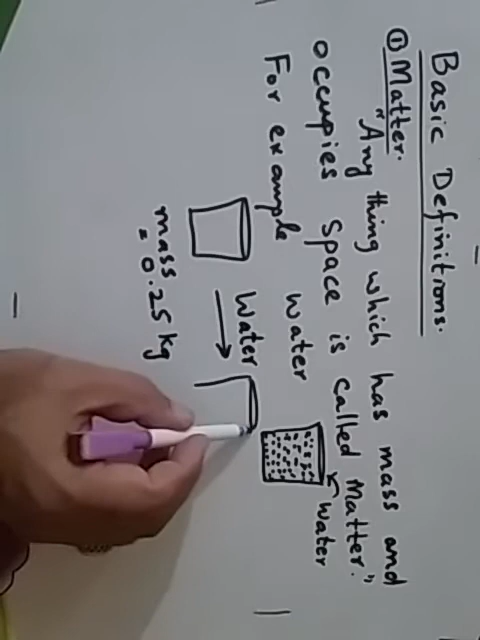 Basic Definitions.
① Matter.
"Any thing which has mass and
occupies space is called Matter."
For example water
water
Water
mass
= 0.25 kg